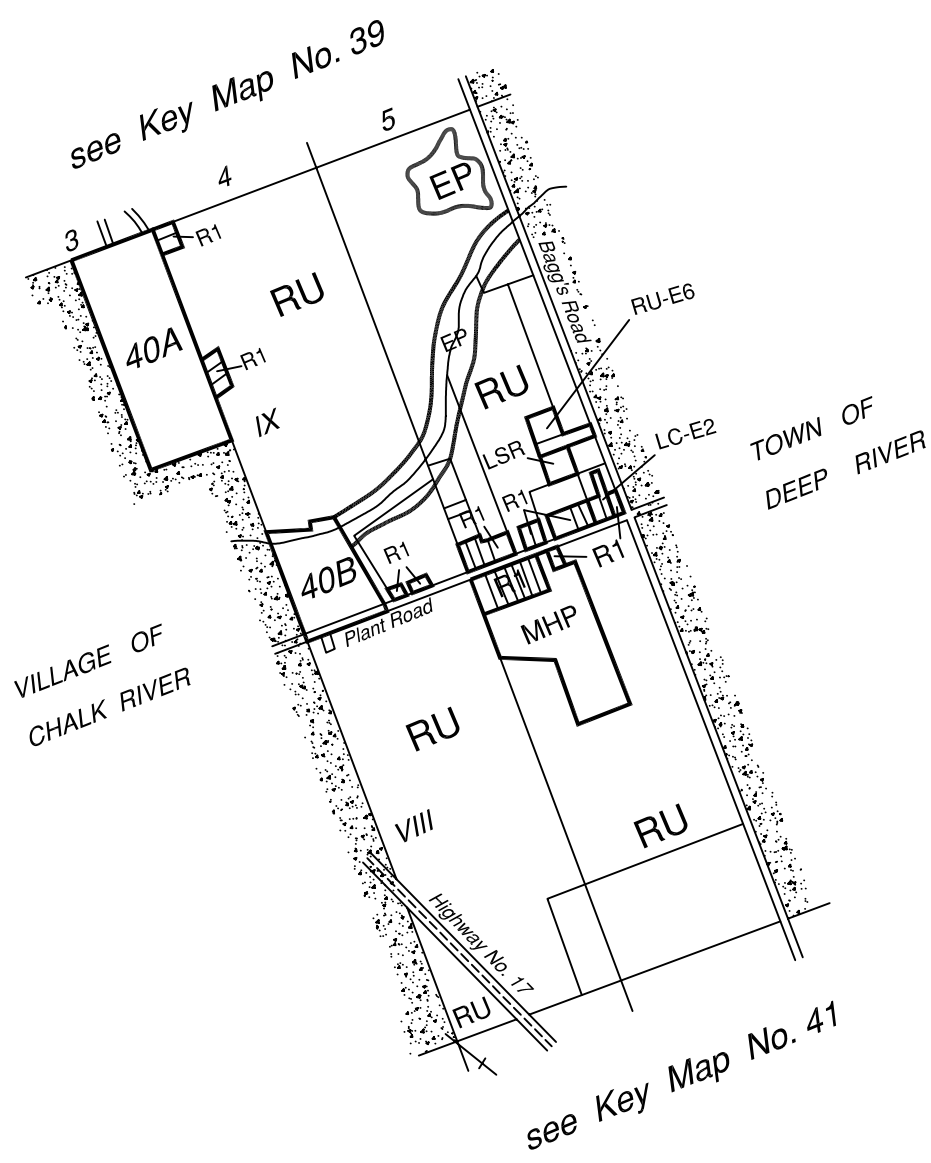 see Key Map No. 39
5
4
3
EP
R1
RU
Bagg's Road
RU-E6
40A
EP
R1
RU
IX
TOWN OF
DEEP RIVER
LC-E2
LSR
R1
R1
R1
R1
40B
R1
MHP
Plant Road
VILLAGE OF
CHALK RIVER
RU
VIII
RU
Highway No. 17
RU
see Key Map No. 41